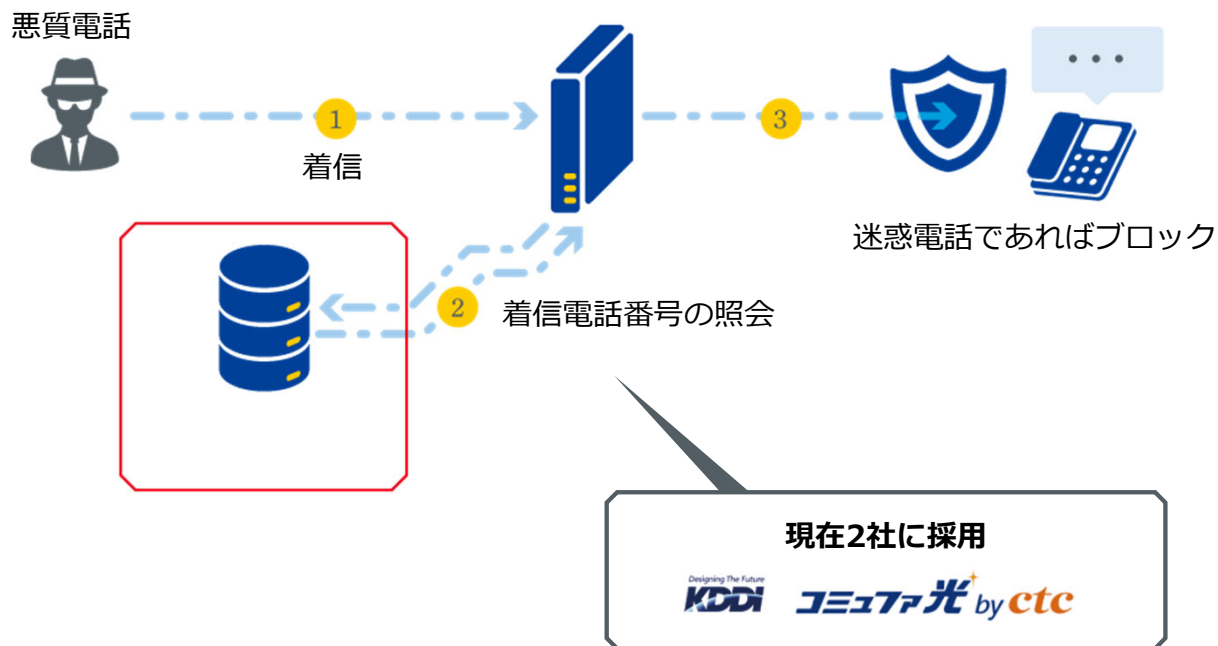 悪質電話
1
着信
3
迷惑電話であればブロック
2
着信電話番号の照会
現在2社に採用
Designing The Future
KDDI
コミュファ光 by ctc